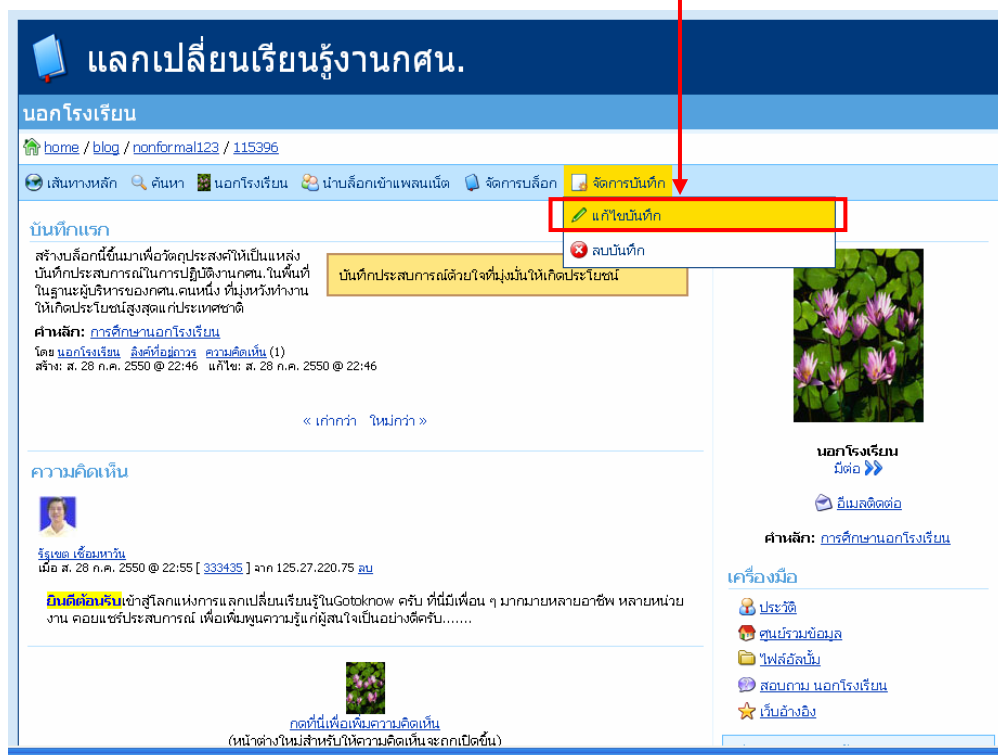 แลกเปลี่ยนเรียนรู้งานกศน.
นอกโรงเรียน
home / blog / nonformal123 / 115396
เส้นทางหลัก ค้นหา นอกโรงเรียน นำบล็อกเข้าแพลนเน็ต จัดการบล็อก จัดการบันทึก
แก้ไขบันทึก
ลบบันทึก
บันทึกแรก
สร้างบล็อกนี้ขึ้นมาเพื่อวัตถุประสงค์ให้เป็นแหล่ง
บันทึกประสบการณ์ในการปฏิบัติงานกศน.ในพื้นที่
ในฐานะผู้บริหารของกศน.คนหนึ่ง ที่มุ่งหวังทำงาน
ให้เกิดประโยชน์สูงสุดแก่ประเทศชาติ
บันทึกประสบการณ์ด้วยใจที่มุ่งมั่นให้เกิดประโยชน์
คำหลัก: การศึกษานอกโรงเรียน
โดย นอกโรงเรียน ลิงค์ที่อยู่ถาวร ความคิดเห็น (1)
สร้าง: ส. 28 ก.ค. 2550 @ 22:46 แก้ไข: ส. 28 ก.ค. 2550 @ 22:46
« เก่ากว่า ใหม่กว่า »
ความคิดเห็น
รัฐเขต เชื้อมหาวัน
เมื่อ ส. 28 ก.ค. 2550 @ 22:55 [ 333435 ] จาก 125.27.220.75 ลบ
ยินดีต้อนรับเข้าสู่โลกแห่งการแลกเปลี่ยนเรียนรู้ในGotoknow ครับ ที่นี่มีเพื่อน ๆ มากมายหลายอาชีพ หลายหน่วย
งาน คอยแชร์ประสบการณ์ เพื่อเพิ่มพูนความรู้แก่ผู้สนใจเป็นอย่างดีครับ.......
กดที่นี่เพื่อเพิ่มความคิดเห็น
(หน้าต่างใหม่สำหรับให้ความคิดเห็นจะถูกเปิดขึ้น)
นอกโรงเรียน
มีต่อ
อีเมลติดต่อ
คำหลัก: การศึกษานอกโรงเรียน
เครื่องมือ
ประวัติ
ศูนย์รวมข้อมูล
ไฟล์อัลบั้ม
สอบถาม นอกโรงเรียน
เว็บอ้างอิง